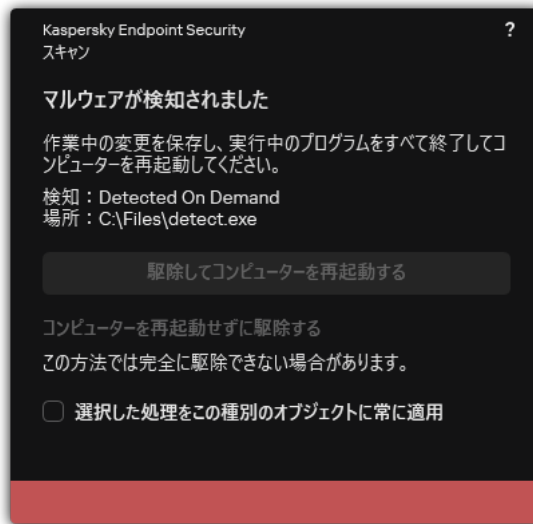 Kaspersky Endpoint Security
?
スキャン
マルウェアが検知されました
作業中の変更を保存し、実行中のプログラムをすべて終了してコ
ンピューターを再起動してください。
検知：Detected On Demand
場所：C:\Files\detect.exe
駆除してコンピューターを再起動する
コンピューターを再起動せずに駆除する
この方法では完全に駆除できない場合があります。
選択した処理をこの種別のオブジェクトに常に適用